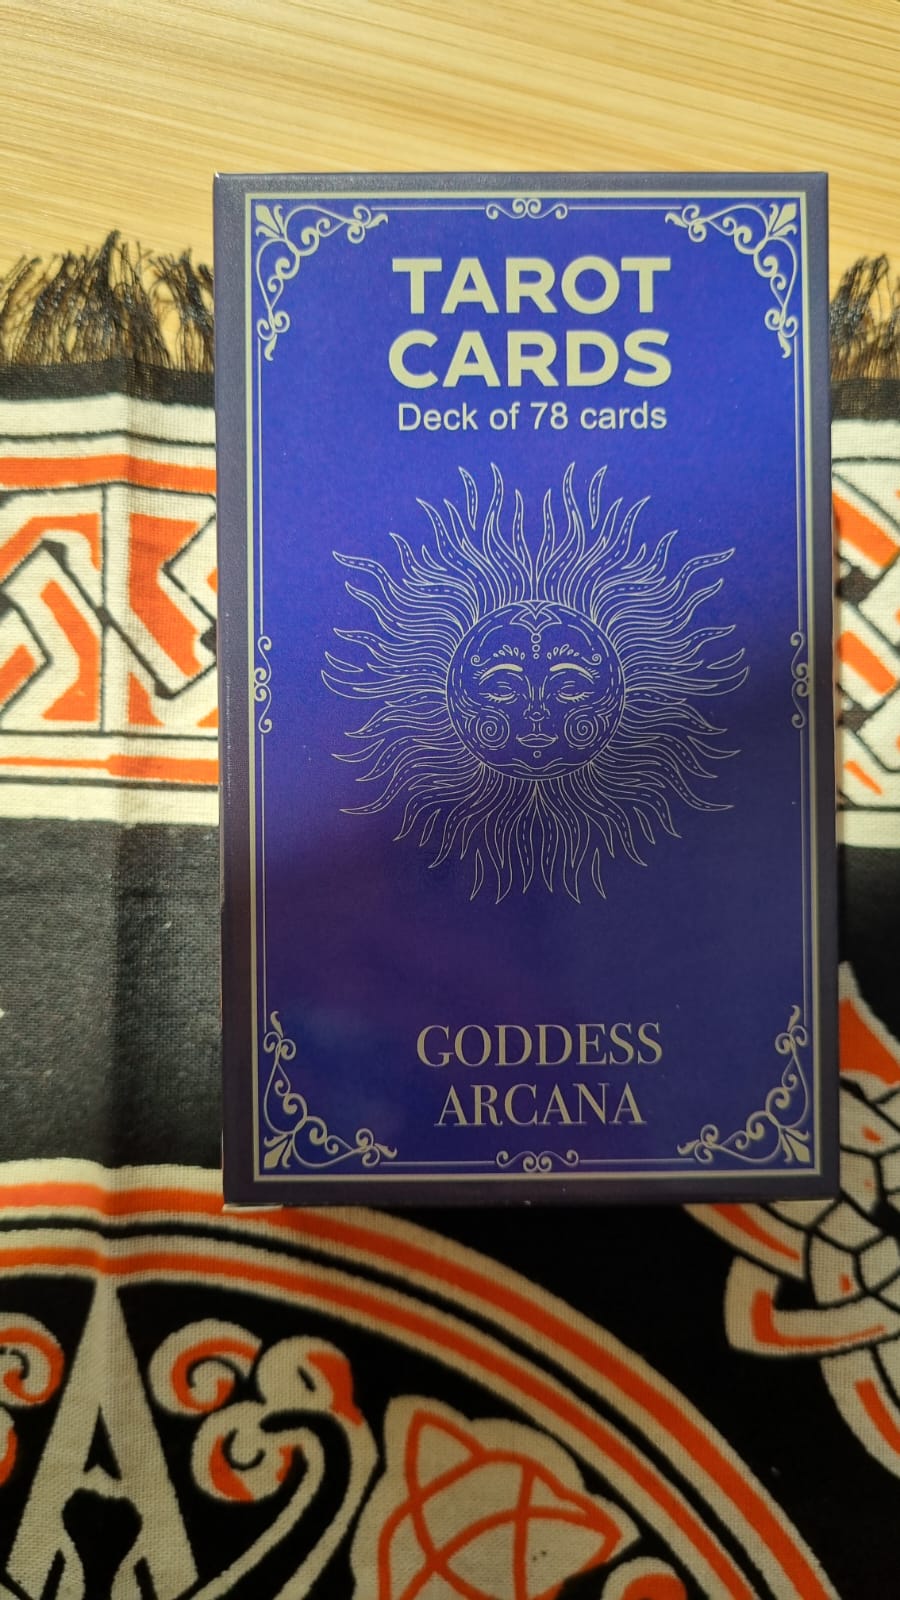 TAROT
CARDS
Deck of 78 cards
GODDESS
ARCANA